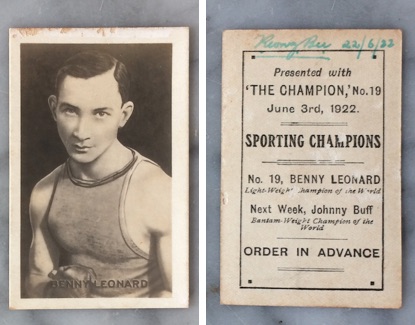 BENNY LEONARD
22/6/22
Presented with
'THE CHAMPION,' No. 19
June 3rd, 1922.
SPORTING CHAMPIONS
No. 19, BENNY LEONARD
Light-Weight Champion of the World
Next Week, Johnny Buff
Bantam-Weight Champion of the
World
ORDER IN ADVANCE